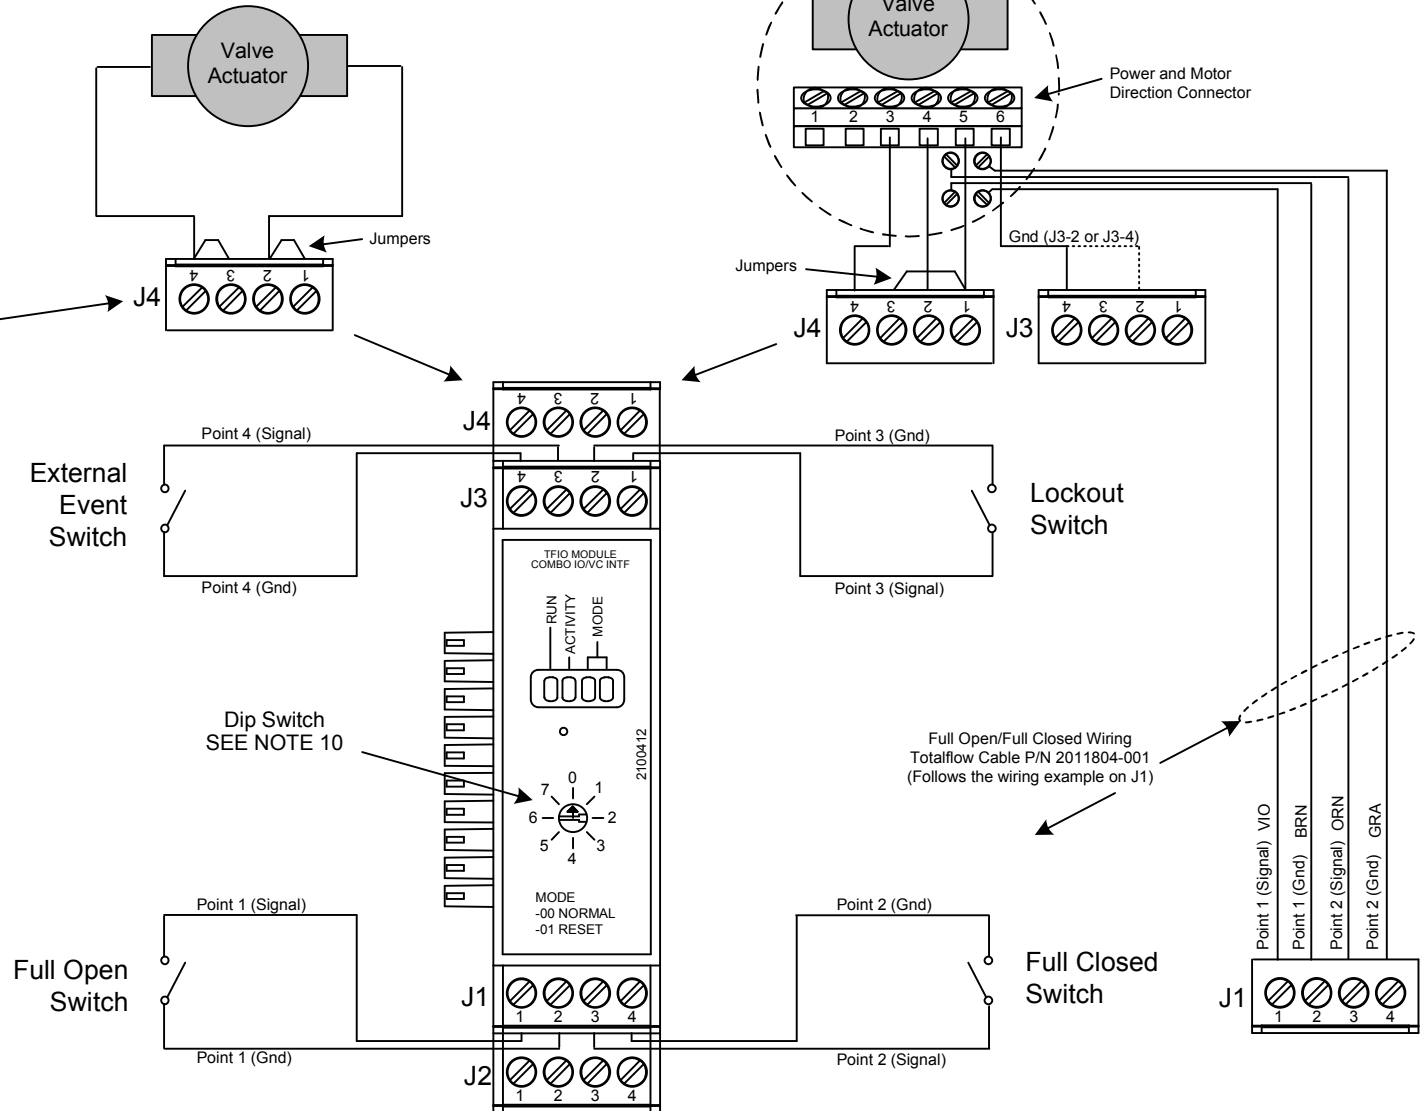 Valve
Actuator
Jumpers
4 3 2 1
J4
Valve
Actuator
Power and Motor
Direction Connector
1 2 3 4 5 6
Gnd (J3-2 or J3-4)
Jumpers
J4
4 3 2 1
J3
4 3 2 1
J4
4 3 2 1
Point 4 (Signal)
Point 3 (Gnd)
External
Event
Switch
J3
4 3 2 1
Lockout
Switch
Point 4 (Gnd)
Point 3 (Signal)
TFIO MODULE
COMBO IO/VC INTF
RUN
ACTIVITY
MODE
Dip Switch
SEE NOTE 10
2100412
0
1
2
3
4
5
6
7
Full Open/Full Closed Wiring
Totalflow Cable P/N 2011804-001
(Follows the wiring example on J1)
MODE
-00 NORMAL
-01 RESET
Point 1 (Signal)
Point 2 (Gnd)
Full Open
Switch
Full Closed
Switch
J1
1 2 3 4
Point 1 (Gnd)
Point 2 (Signal)
J2
1 2 3 4
Point 1 (Signal) VIO
Point 1 (Gnd) BRN
Point 2 (Signal) ORN
Point 2 (Gnd) GRA
J1
1 2 3 4